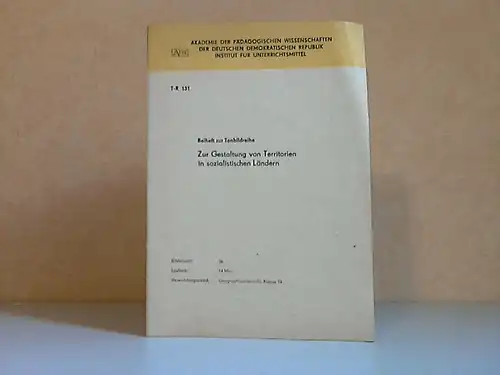 AKADEMIE DER PÄDAGOGISCHEN WISSENSCHAFTEN
DER DEUTSCHEN DEMOKRATISCHEN REPUBLIK
INSTITUT FÜR UNTERRICHTSMITTEL
T-R 131
Beiheft zur Tonbildreihe
Zur Gestaltung von Territorien
in sozialistischen Ländern